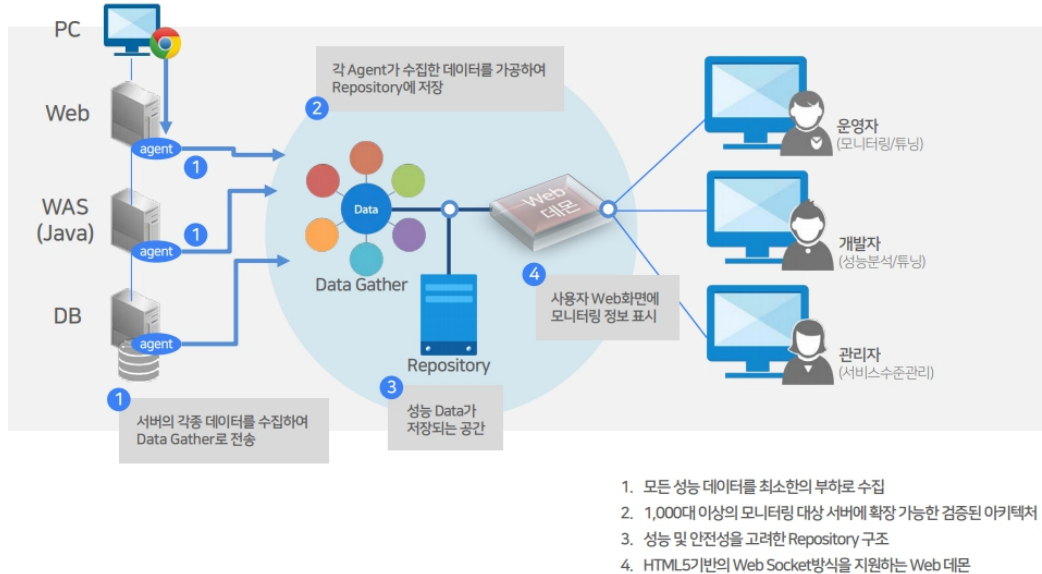 PC
Web
agent
1
WAS
(Java)
1
agent
DB
agent
1
서버의 각종 데이터를 수집하여
Data Gather로 전송
각 Agent가 수집한 데이터를 가공하여
Repository에 저장
2
Data
Data Gather
Repository
3
성능 Data가
저장되는 공간
Web
데몬
4
사용자 Web화면에
모니터링 정보 표시
운영자
(모니터링/튜닝)
개발자
(성능분석/튜닝)
관리자
(서비스수준관리)
1. 모든 성능 데이터를 최소한의 부하로 수집
2. 1,000대 이상의 모니터링 대상 서버에 확장 가능한 검증된 아키텍처
3. 성능 및 안전성을 고려한 Repository 구조
4. HTML5기반의 Web Socket방식을 지원하는 Web 데몬